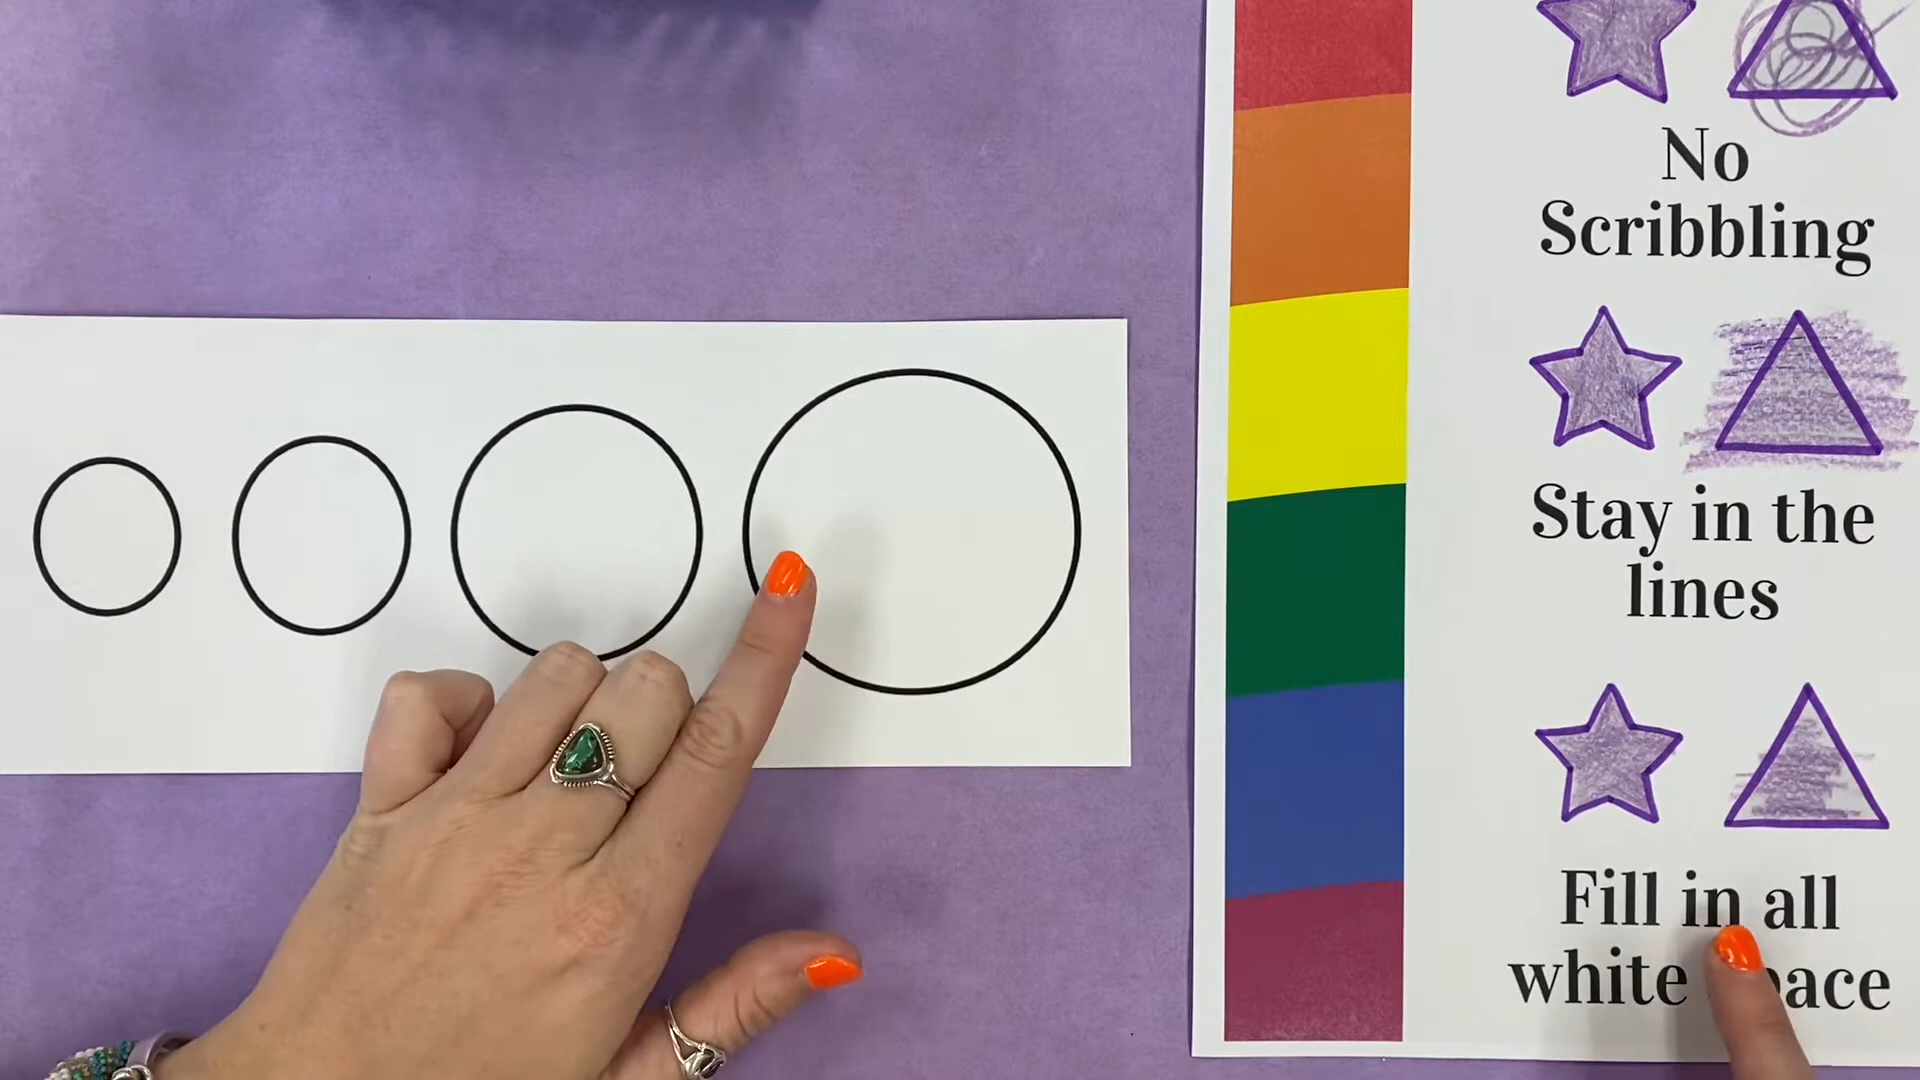 No
Scribbling
Stay in the
lines
Fill in all
white